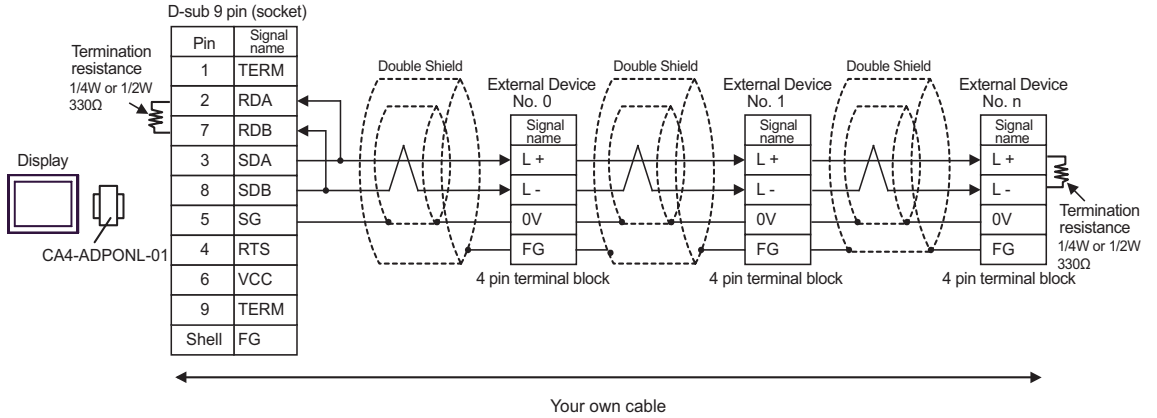 D-sub 9 pin (socket)
Pin
Signal
name
1 TERM
2 RDA
7 RDB
3 SDA
8 SDB
5 SG
4 RTS
6 VCC
9 TERM
Shell FG
Termination
resistance
1/4W or 1/2W
330Ω
Display
CA4-ADPONL-01
Double Shield
External Device
No. 0
Signal
name
L +
L -
0V
FG
4 pin terminal block
Double Shield
External Device
No. 1
Signal
name
L +
L -
0V
FG
4 pin terminal block
Double Shield
External Device
No. n
Signal
name
L +
L -
0V
FG
4 pin terminal block
Termination
resistance
1/4W or 1/2W
330Ω
Your own cable